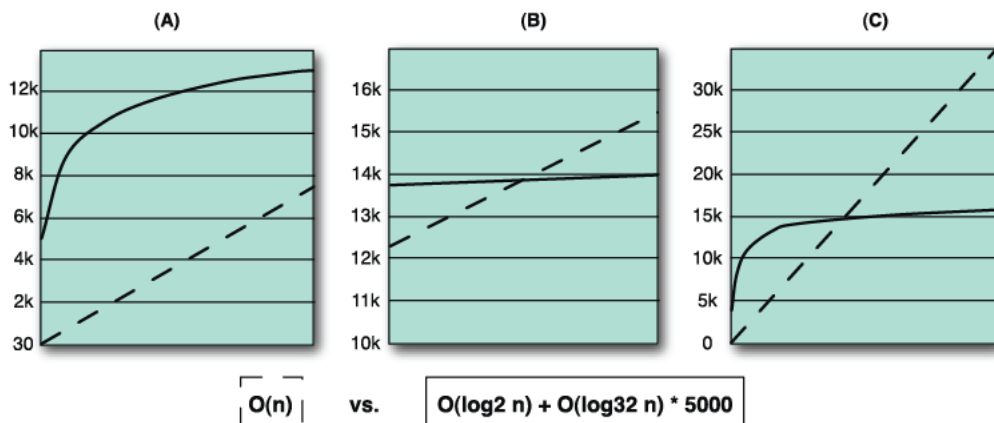 (A)
12k
10k
8k
6k
4k
2k
30
(B)
16k
15k
14k
13k
12k
11k
10k
(C)
30k
25k
20k
15k
10k
5k
0
O(n) vs. O(log2 n) + O(log32 n) * 5000